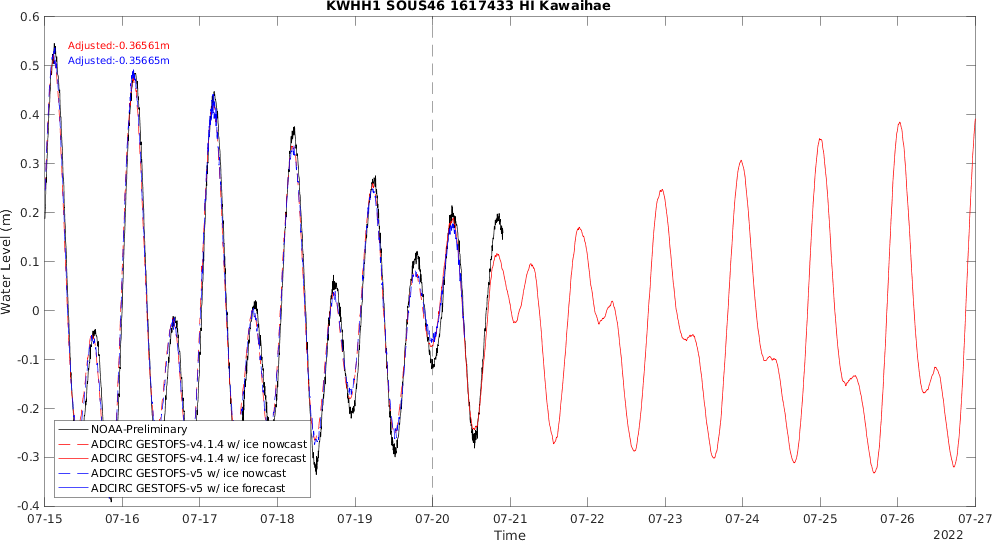 KWHH1 SOUS46 1617433 HI Kawaihae
Adjusted:-0.36561m
Adjusted:-0.35665m
0.6
0.5
0.4
0.3
0.2
0.1
0
-0.1
-0.2
-0.3
-0.4
Water Level (m)
NOAA-Preliminary
ADCIRC GESTOFS-v4.1.4 w/ ice nowcast
ADCIRC GESTOFS-v4.1.4 w/ ice forecast
ADCIRC GESTOFS-v5 w/ ice nowcast
ADCIRC GESTOFS-v5 w/ ice forecast
07-15 07-16 07-17 07-18 07-19 07-20 07-21 07-22 07-23 07-24 07-25 07-26 07-27
Time
2022